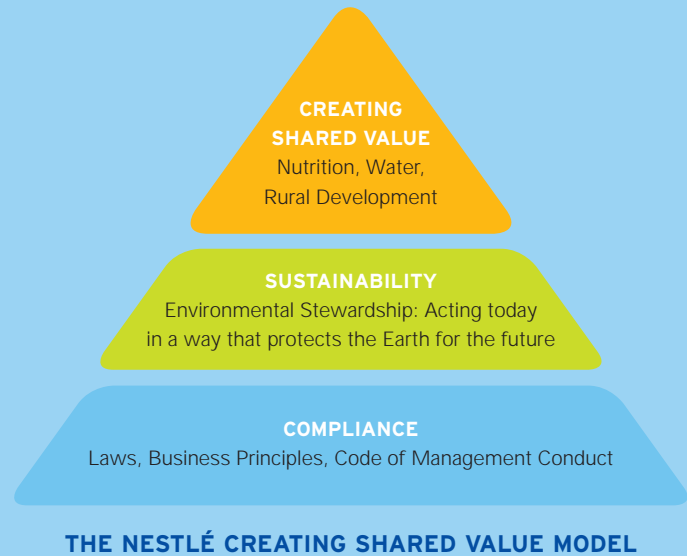 CREATING
SHARED VALUE
Nutrition, Water,
Rural Development
SUSTAINABILITY
Environmental Stewardship: Acting today
in a way that protects the Earth for the future
COMPLIANCE
Laws, Business Principles, Code of Management Conduct
THE NESTLÉ CREATING SHARED VALUE MODEL